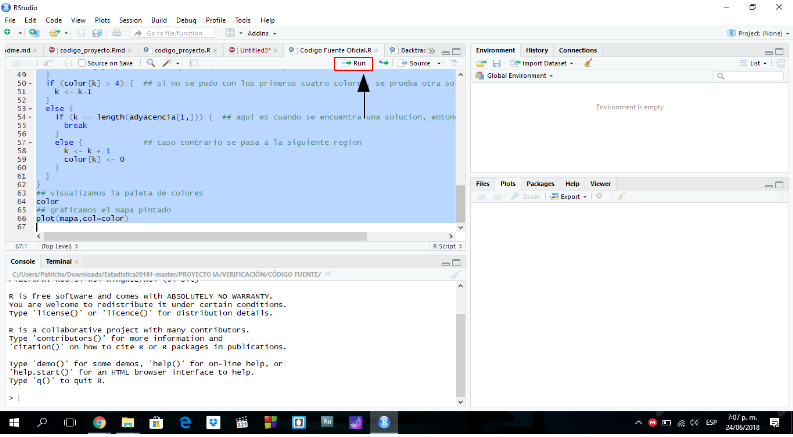 RStudio
File Edit Code View Plots Session Build Debug Profile Tools Help
Go to file/function Addins Project: (None)
dme.md codigo_proyecto.Rmd codigo_proyecto.R Untitled3* Codigo Fuente Oficial.R Backtrac
Source on Save Run Source
49 }
50 if (color[k] > 4) { ## si no se pudo con los primeros cuatro colores se prueba otra so
51 k <- k-1
52 }
53 else {
54 if (k == length(adyacencia[1,])) { ## aqui es cuando se encuentra una solucion, enton
55 break
56 }
57 else { ## caso contrario se pasa a la siguiente region
58 k <- k + 1
59 color[k] <- 0
60 }
61 }
62 }
63 ## visualizamos la paleta de colores
64 color
65 ## graficamos el mapa pintado
66 plot(mapa,col=color)
67
67:1 (Top Level) R Script
Console Terminal
C:/Users/Patrichs/Downloads/Estadistica20181-master/PROYECTO IA/VERIFICACIÓN/CÓDIGO FUENTE/
R is free software and comes with ABSOLUTELY NO WARRANTY.
You are welcome to redistribute it under certain conditions.
Type 'license()' or 'licence()' for distribution details.
R is a collaborative project with many contributors.
Type 'contributors()' for more information and
'citation()' on how to cite R or R packages in publications.
Type 'demo()' for some demos, 'help()' for on-line help, or
'help.start()' for an HTML browser interface to help.
Type 'q()' to quit R.
>
Environment History Connections
Import Dataset List
Global Environment
Environment is empty
Files Plots Packages Help Viewer
Zoom Export
Au
ESP
7:07 p. m.
24/06/2018